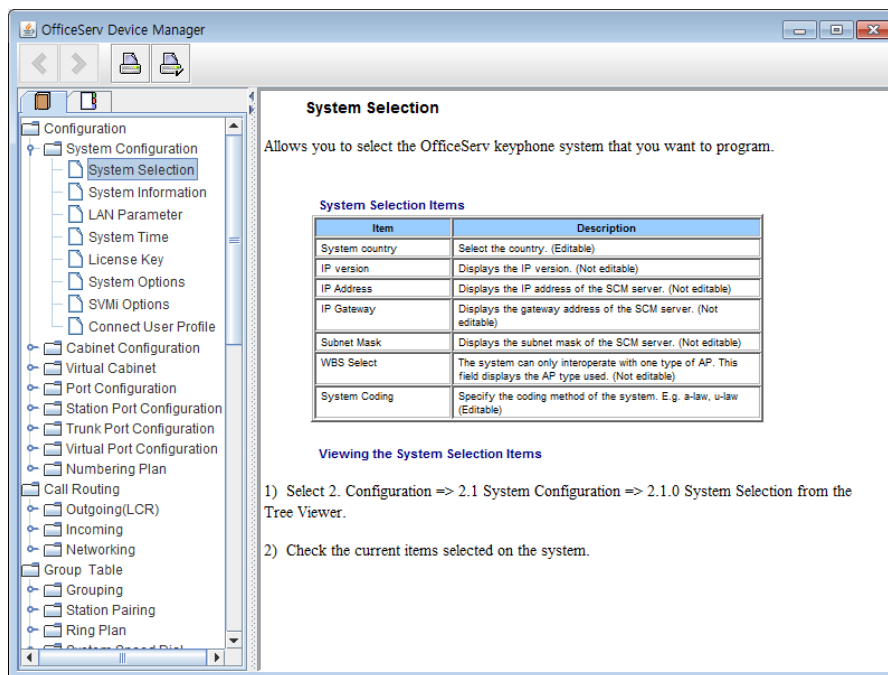 OfficeServ Device Manager
Configuration
System Configuration
System Selection
System Information
LAN Parameter
System Time
License Key
System Options
SVMi Options
Connect User Profile
Cabinet Configuration
Virtual Cabinet
Port Configuration
Station Port Configuration
Trunk Port Configuration
Virtual Port Configuration
Numbering Plan
Call Routing
Outgoing(LCR)
Incoming
Networking
Group Table
Grouping
Station Pairing
Ring Plan
System Speed Dial
System Selection
Allows you to select the OfficeServ keyphone system that you want to program.
System Selection Items
Item Description
System country Select the country. (Editable)
IP version Displays the IP version. (Not editable)
IP Address Displays the IP address of the SCM server. (Not editable)
IP Gateway Displays the gateway address of the SCM server. (Not
editable)
Subnet Mask Displays the subnet mask of the SCM server. (Not editable)
WBS Select The system can only interoperate with one type of AP. This
field displays the AP type used. (Not editable)
System Coding Specify the coding method of the system. E.g. a-law, u-law
(Editable)
Viewing the System Selection Items
1) Select 2. Configuration => 2.1 System Configuration => 2.1.0 System Selection from the
Tree Viewer.
2) Check the current items selected on the system.